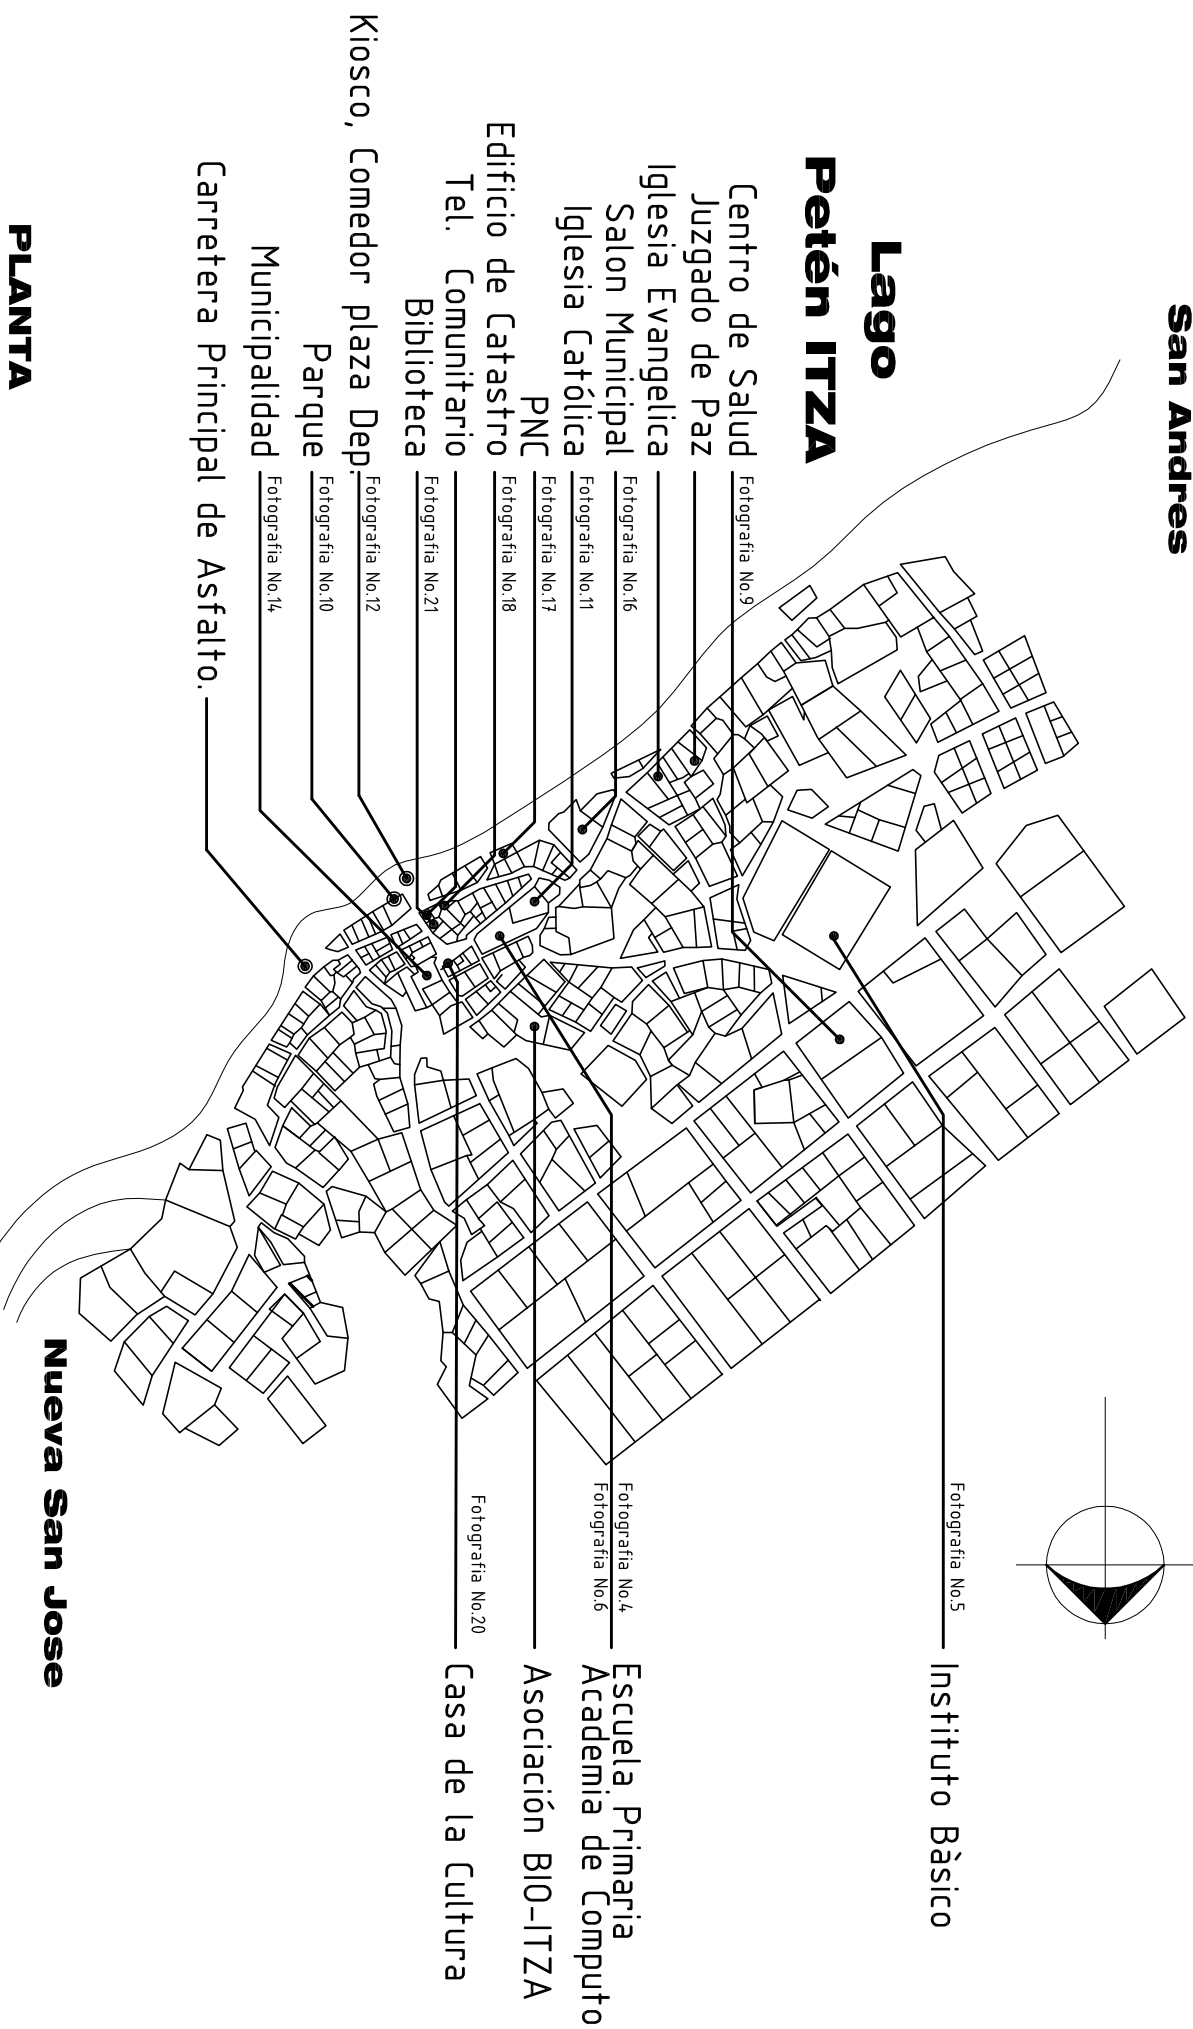 San Andres
Lago
Petén ITZA
Centro de Salud
Fotografia No.9
Juzgado de Paz
Iglesia Evangelica
Salon Municipal
Fotografia No.16
Iglesia Católica
Fotografia No.11
PNC
Fotografia No.17
Edificio de Catastro
Fotografia No.18
Tel. Comunitario
Biblioteca
Fotografia No.21
Kiosco, Comedor plaza Dep.
Fotografia No.12
Parque
Fotografia No.10
Municipalidad
Fotografia No.14
Carretera Principal de Asfalto.
PLANTA
Fotografia No.5
Instituto Bàsico
Fotografia No.4
Escuela Primaria
Fotografia No.6
Academia de Computo
Asociación BIO-ITZA
Fotografia No.20
Casa de la Cultura
Nueva San Jose